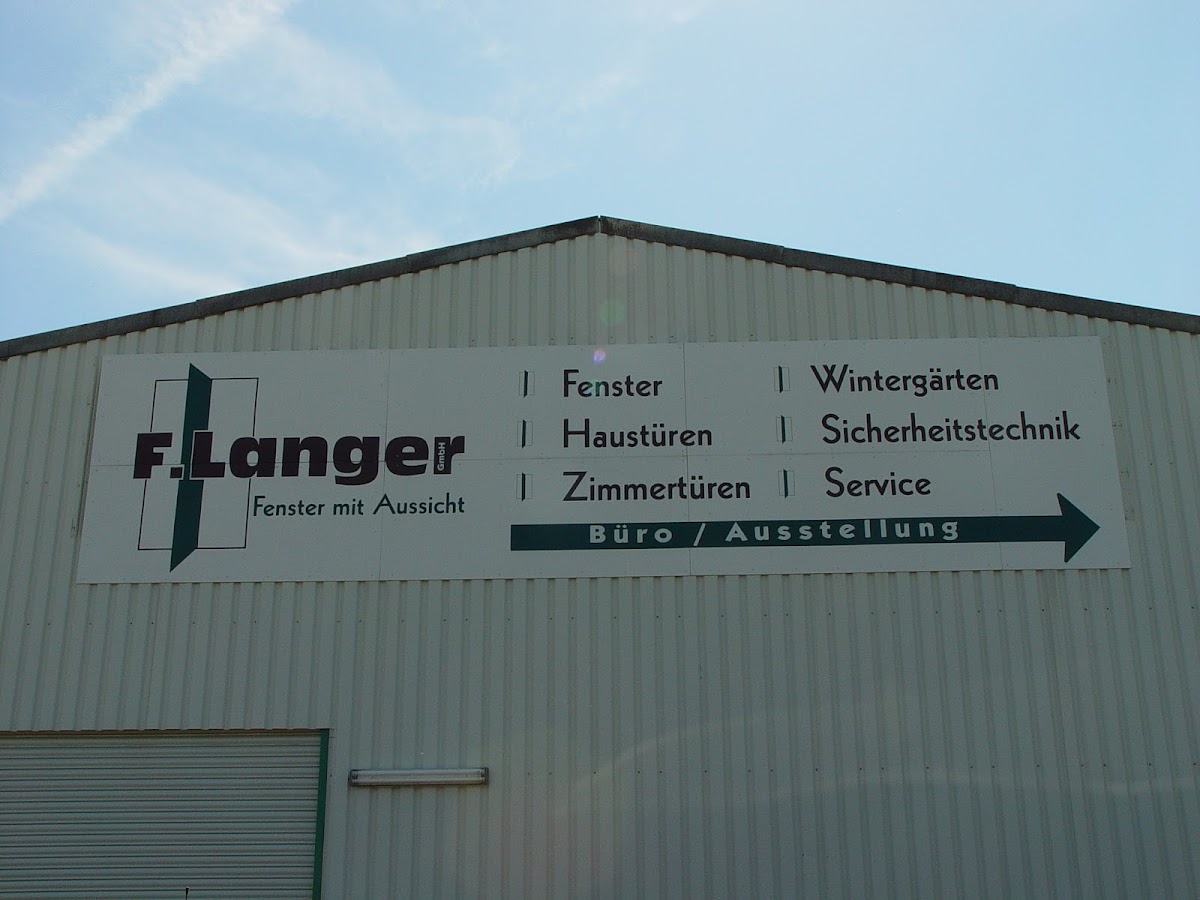 F.Langer GmbH
Fenster mit Aussicht
Fenster
Haustüren
Zimmertüren
Wintergärten
Sicherheitstechnik
Service
Büro / Ausstellung